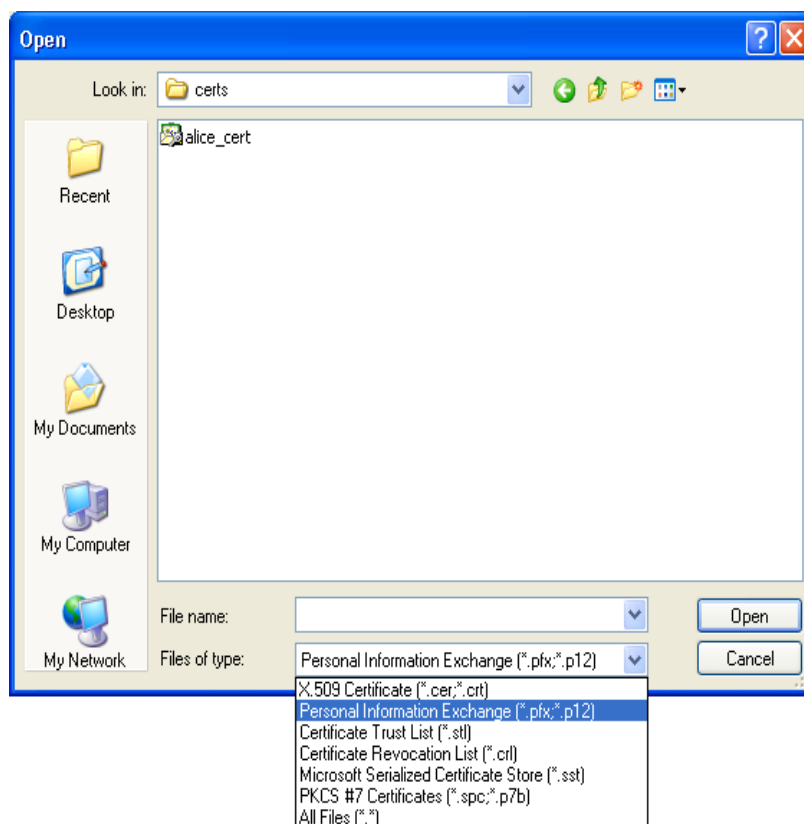 Open
Look in: certs
alice_cert
Recent
Desktop
My Documents
My Computer
My Network
File name:
Open
Files of type: Personal Information Exchange (*.pfx;*.p12)
Cancel
X.509 Certificate (*.cer;*.crt)
Personal Information Exchange (*.pfx;*.p12)
Certificate Trust List (*.stl)
Certificate Revocation List (*.crl)
Microsoft Serialized Certificate Store (*.sst)
PKCS #7 Certificates (*.spc;*.p7b)
All Files (*.*)